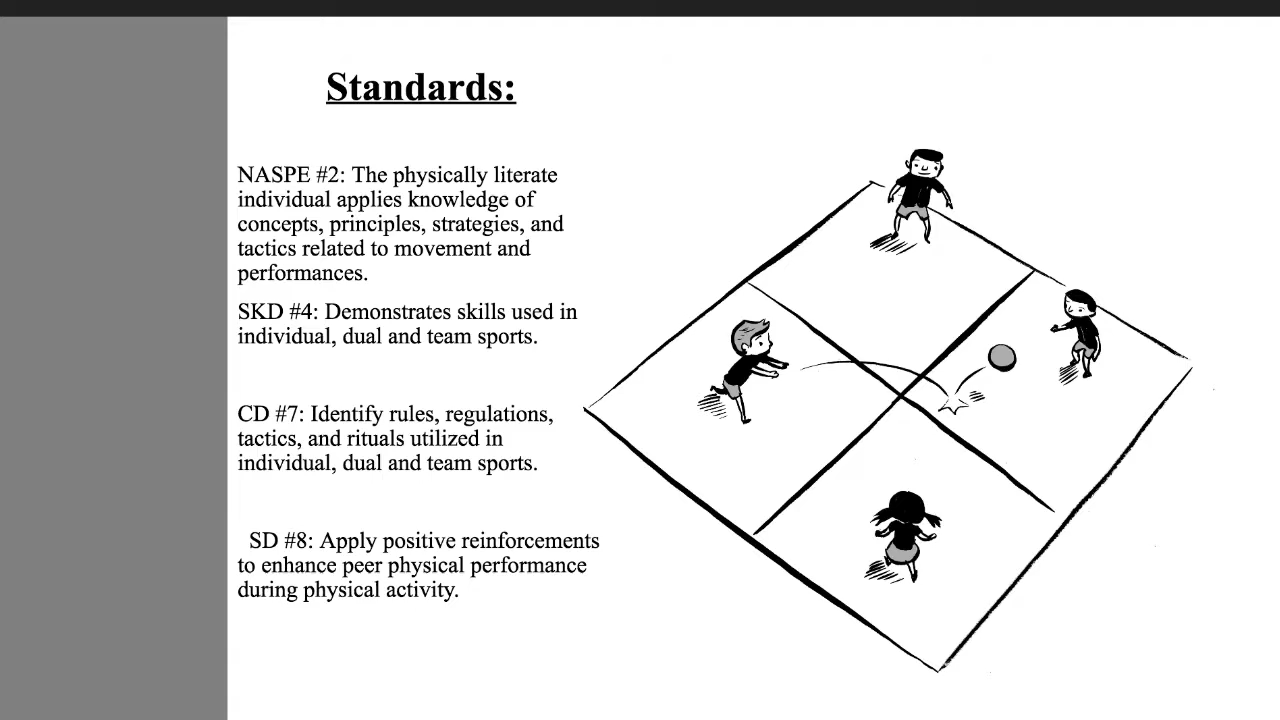 Standards:
NASPE #2: The physically literate
individual applies knowledge of
concepts, principles, strategies, and
tactics related to movement and
performances.
SKD #4: Demonstrates skills used in
individual, dual and team sports.
CD #7: Identify rules, regulations,
tactics, and rituals utilized in
individual, dual and team sports.
SD #8: Apply positive reinforcements
to enhance peer physical performance
during physical activity.